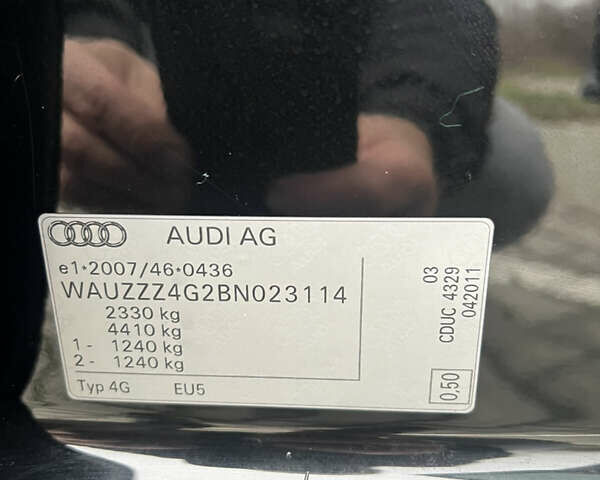 AUDI AG
e1*2007/46*0436
WAUZZZ4G2BN023114
2330 kg
4410 kg
1 - 1240 kg
2 - 1240 kg
Typ 4G EU5
03
CDUC 4329
042011
0,50